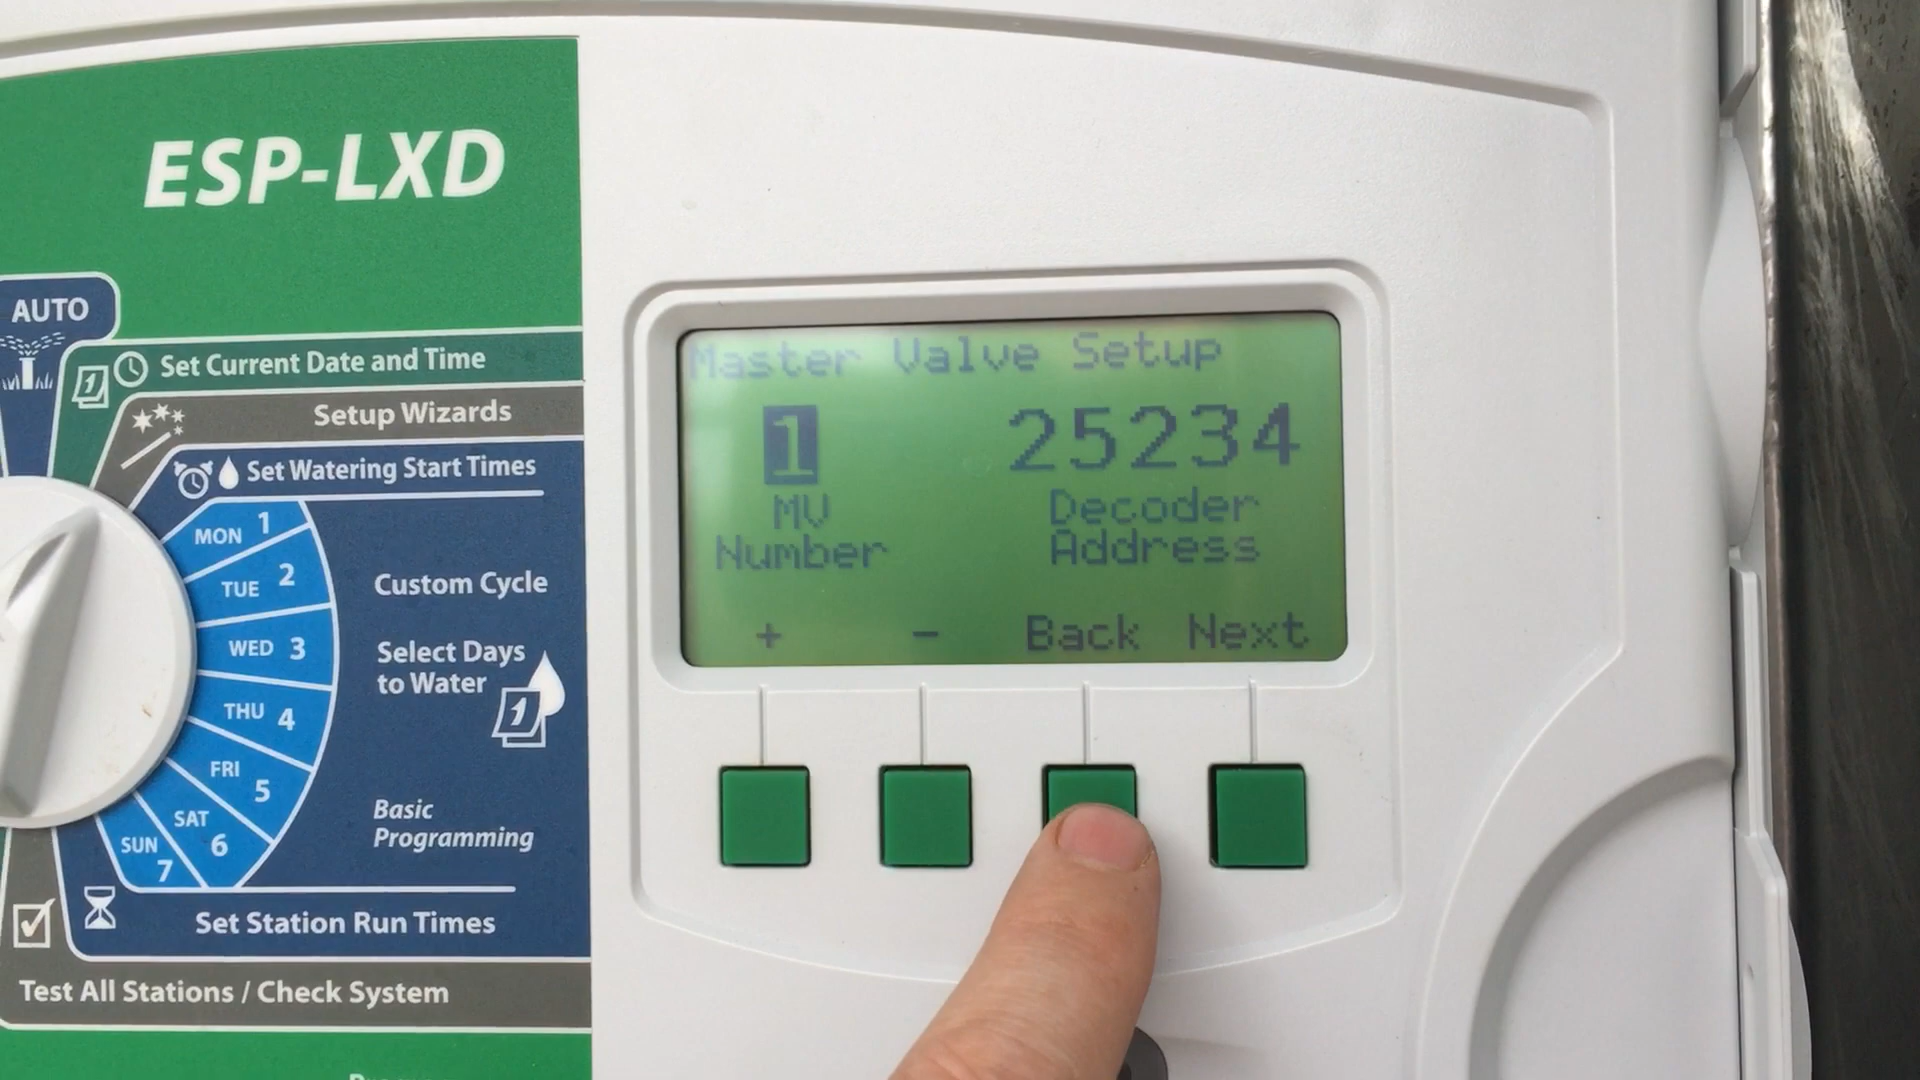 ESP-LXD
AUTO
1 Set Current Date and Time
Setup Wizards
Set Watering Start Times
MON 1
TUE 2
WED 3
THU 4
FRI 5
SAT 6
SUN 7
Custom Cycle
Select Days
to Water
1
Basic
Programming
Set Station Run Times
Test All Stations / Check System
Master Valve Setup
1 25234
MV Decoder
Number Address
+ - Back Next